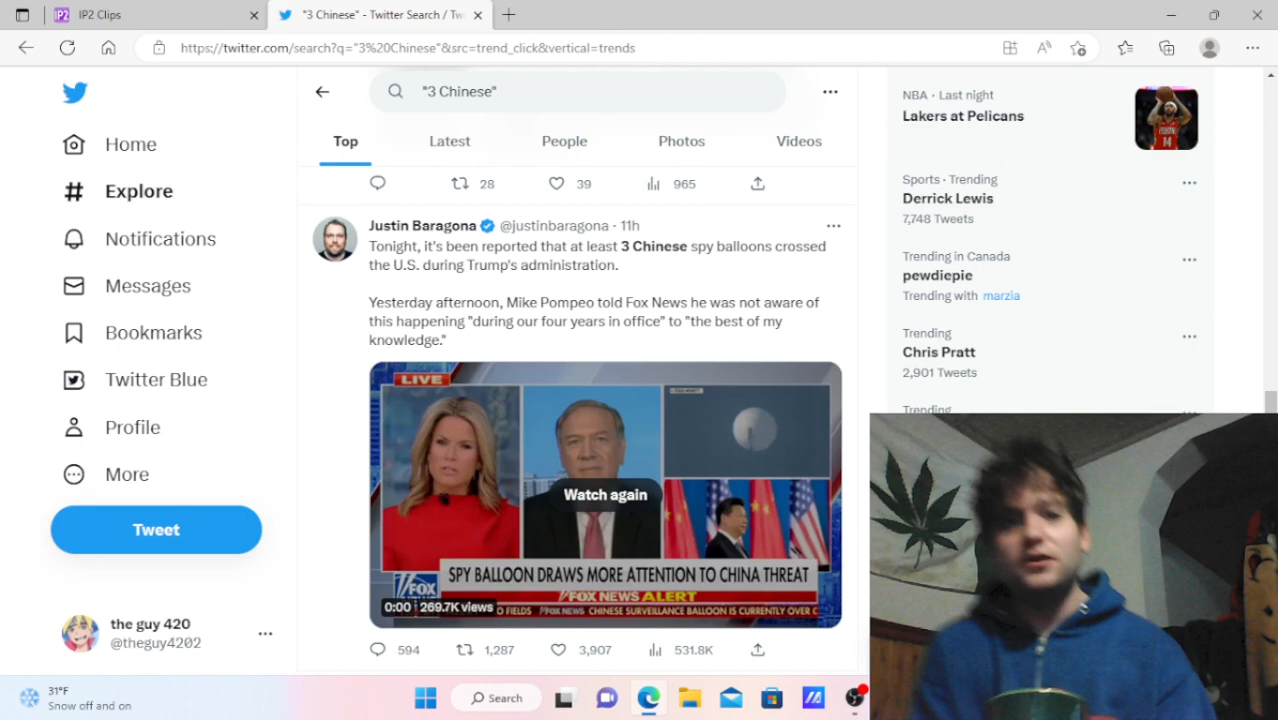 IP2 IP2 Clips
"3 Chinese" - Twitter Search / Tw
https://twitter.com/search?q="3%20Chinese"&src=trend_click&vertical=trends
"3 Chinese"
Top Latest People Photos Videos
28 39 965
Home
Explore
Notifications
Messages
Bookmarks
Twitter Blue
Profile
More
Tweet
the guy 420
@theguy4202
Justin Baragona @justinbaragona · 11h
Tonight, it's been reported that at least 3 Chinese spy balloons crossed
the U.S. during Trump's administration.
Yesterday afternoon, Mike Pompeo told Fox News he was not aware of
this happening "during our four years in office" to "the best of my
knowledge."
LIVE
Watch again
SPY BALLOON DRAWS MORE ATTENTION TO CHINA THREAT
FOX NEWS ALERT
FOX
0:00 269.7K views
O FIELDS FOX NEWS CHINESE SURVEILLANCE BALLOON IS CURRENTLY OVER C
594 1,287 3,907 531.8K
NBA · Last night
Lakers at Pelicans
Sports · Trending
Derrick Lewis
7,748 Tweets
Trending in Canada
pewdiepie
Trending with marzia
Trending
Chris Pratt
2,901 Tweets
Trending
31°F
Snow off and on
Search